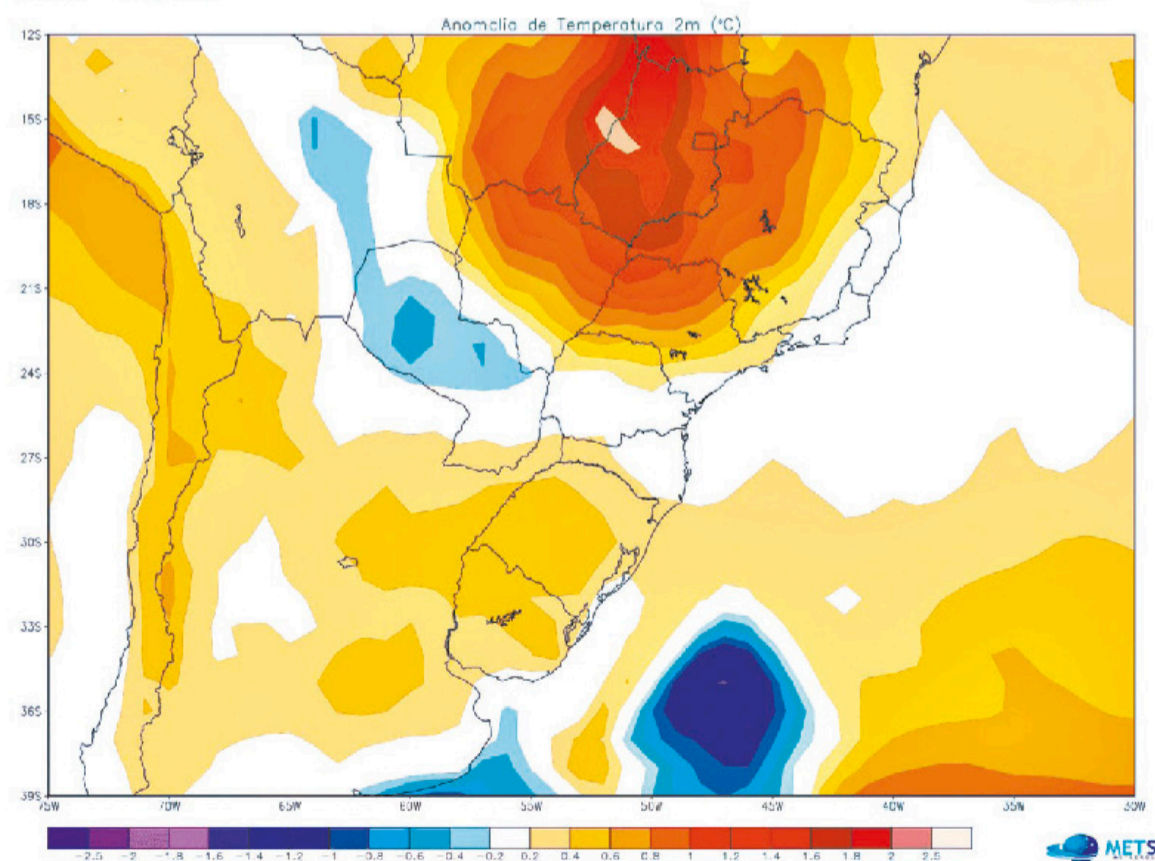 Anomalia de Temperatura 2m (°C)
12S
15S
18S
21S
24S
27S
30S
33S
36S
39S
75W 70W 65W 60W 55W 50W 45W 40W 35W 30W
-2.5 -2 -1.8 -1.6 -1.4 -1.2 -1 -0.8 -0.6 -0.4 -0.2 0.2 0.4 0.6 0.8 1 1.2 1.4 1.6 1.8 2 2.5
METS